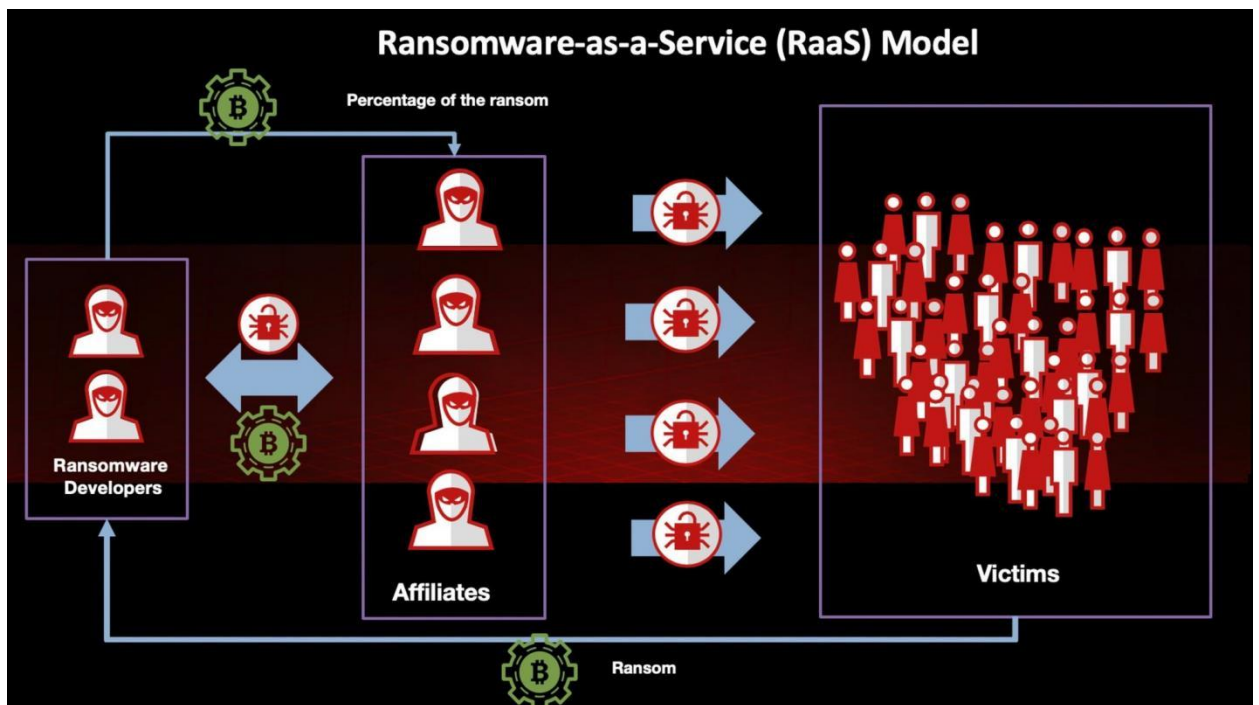 Ransomware-as-a-Service (RaaS) Model
Percentage of the ransom
Ransomware
Developers
Affiliates
Victims
Ransom